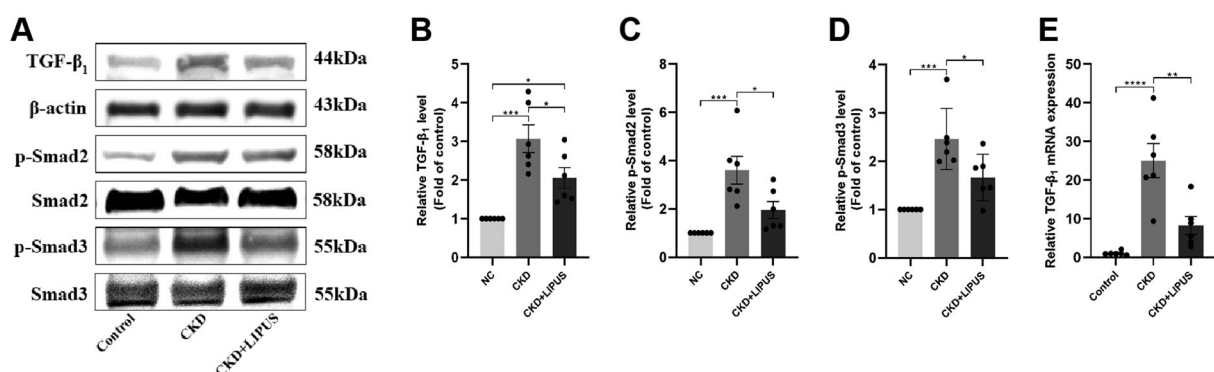 A
TGF-β1 44kDa
β-actin 43kDa
p-Smad2 58kDa
Smad2 58kDa
p-Smad3 55kDa
Smad3 55kDa
Control CKD CKD+LIPUS
B
Relative TGF-β1 level
(Fold of control)
5
4
3
2
1
0
*
*** *
NC CKD CKD+LIPUS
C
Relative p-Smad2 level
(Fold of control)
8
6
4
2
0
*** *
NC CKD CKD+LIPUS
D
Relative p-Smad3 level
(Fold of control)
4
3
2
1
0
*** *
NC CKD CKD+LIPUS
E
Relative TGF-β1 mRNA expression
50
40
30
20
10
0
**** **
Control CKD CKD+LIPUS